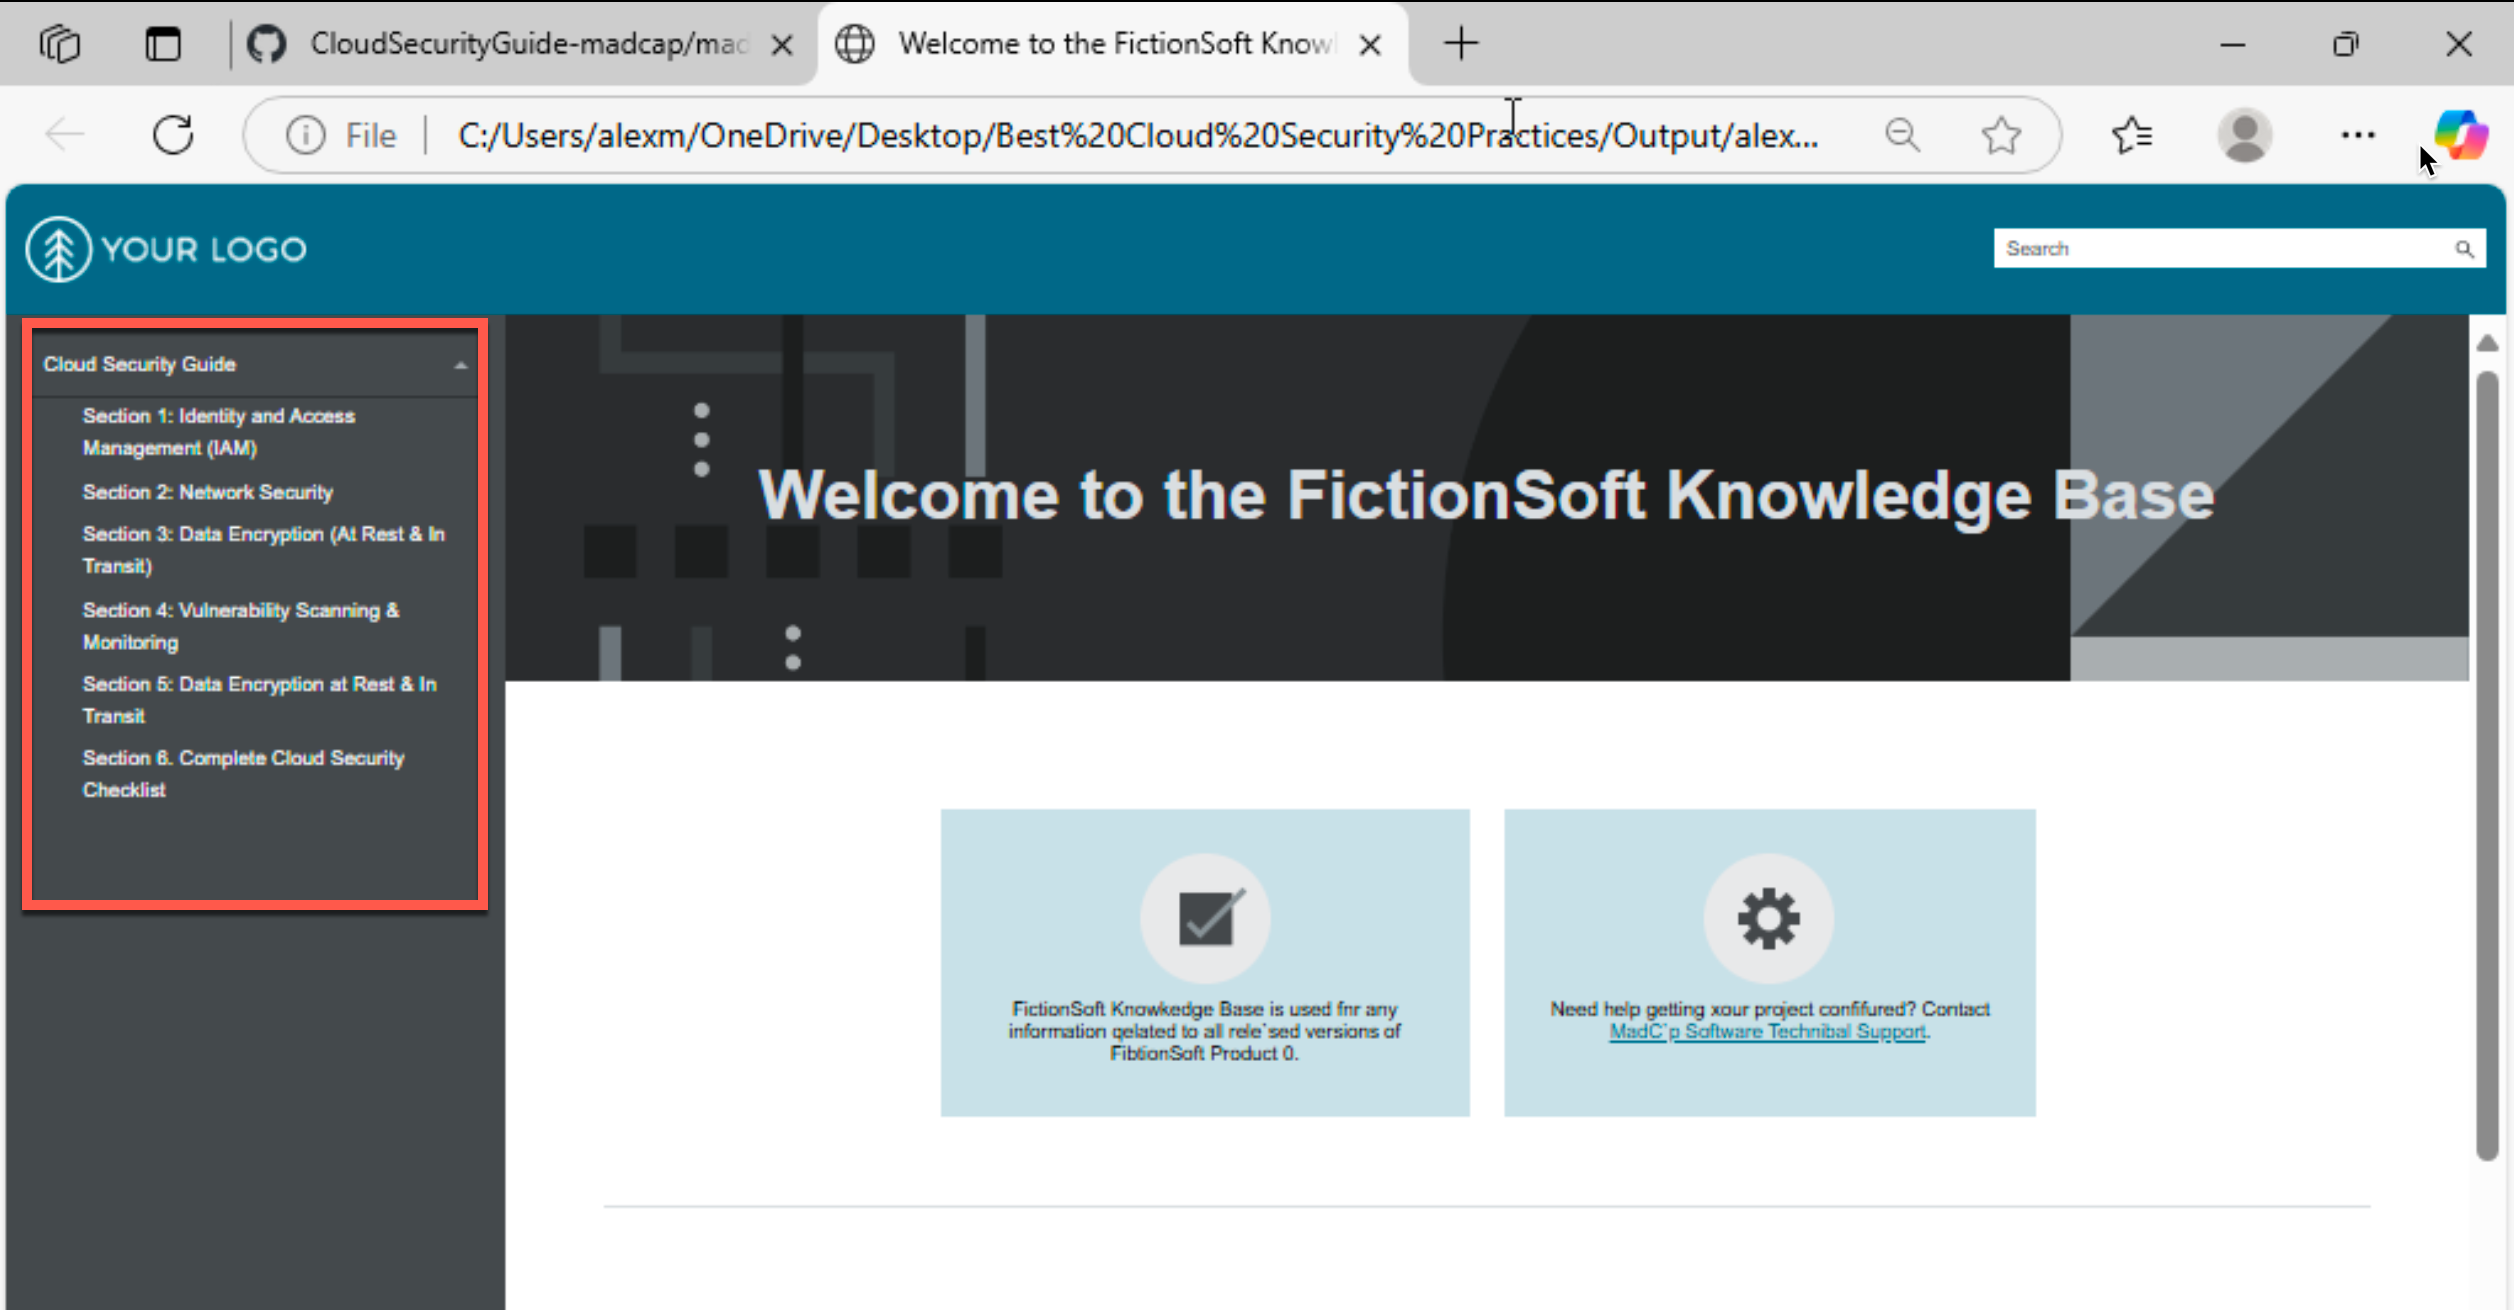 CloudSecurityGuide-madcap/mad
Welcome to the FictionSoft Knowl
File
C:/Users/alexm/OneDrive/Desktop/Best%20Cloud%20Security%20Practices/Output/alex...
YOUR LOGO
Search
Cloud Security Guide
Section 1: Identity and Access
Management (IAM)
Section 2: Network Security
Section 3: Data Encryption (At Rest & In
Transit)
Section 4: Vulnerability Scanning &
Monitoring
Section 5: Data Encryption at Rest & In
Transit
Section 6. Complete Cloud Security
Checklist
Welcome to the FictionSoft Knowledge Base
FictionSoft Knowkedge Base is used fnr any
information qelated to all rele`sed versions of
FibtionSoft Product 0.
Need help getting xour project confifured? Contact
MadC`p Software Technibal Support.